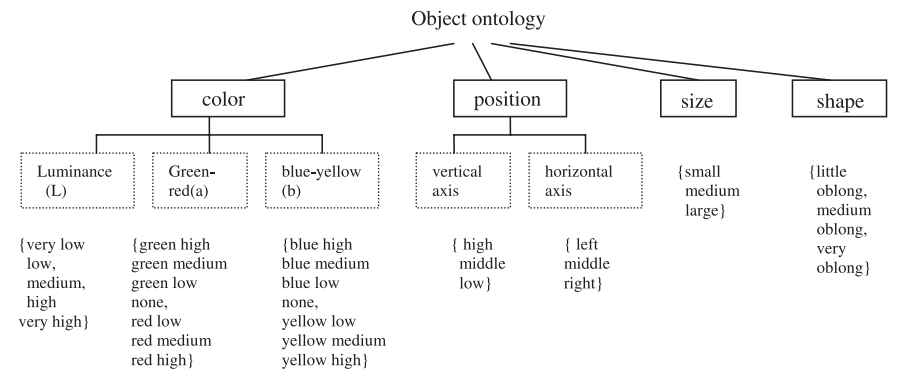 Object ontology
color
position
size
shape
Luminance
(L)
Green-
red(a)
blue-yellow
(b)
vertical
axis
horizontal
axis
{small
medium
large}
{little
oblong,
medium
oblong,
very
oblong}
{very low
low,
medium,
high
very high}
{green high
green medium
green low
none,
red low
red medium
red high}
{blue high
blue medium
blue low
none,
yellow low
yellow medium
yellow high}
{ high
middle
low}
{ left
middle
right}